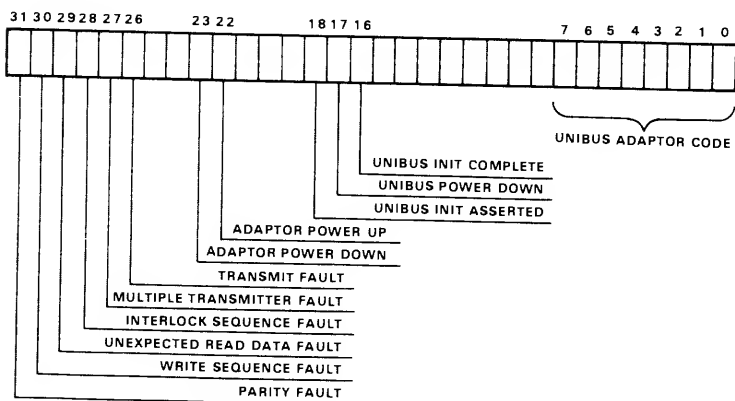 31 30 29 28 27 26 23 22 18 17 16 7 6 5 4 3 2 1 0
UNIBUS ADAPTOR CODE
UNIBUS INIT COMPLETE
UNIBUS POWER DOWN
UNIBUS INIT ASSERTED
ADAPTOR POWER UP
ADAPTOR POWER DOWN
TRANSMIT FAULT
MULTIPLE TRANSMITTER FAULT
INTERLOCK SEQUENCE FAULT
UNEXPECTED READ DATA FAULT
WRITE SEQUENCE FAULT
PARITY FAULT